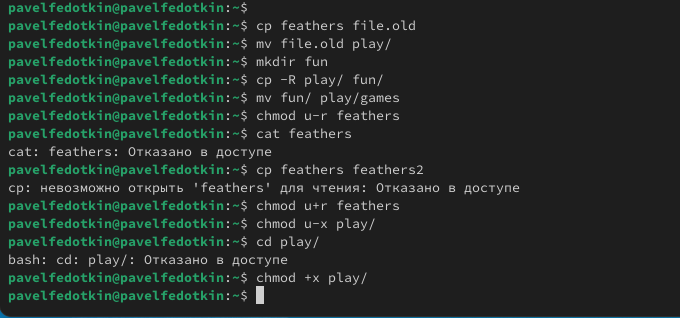 pavelfedotkin@pavelfedotkin:~$
pavelfedotkin@pavelfedotkin:~$ cp feathers file.old
pavelfedotkin@pavelfedotkin:~$ mv file.old play/
pavelfedotkin@pavelfedotkin:~$ mkdir fun
pavelfedotkin@pavelfedotkin:~$ cp -R play/ fun/
pavelfedotkin@pavelfedotkin:~$ mv fun/ play/games
pavelfedotkin@pavelfedotkin:~$ chmod u-r feathers
pavelfedotkin@pavelfedotkin:~$ cat feathers
cat: feathers: Отказано в доступе
pavelfedotkin@pavelfedotkin:~$ cp feathers feathers2
cp: невозможно открыть 'feathers' для чтения: Отказано в доступе
pavelfedotkin@pavelfedotkin:~$ chmod u+r feathers
pavelfedotkin@pavelfedotkin:~$ chmod u-x play/
pavelfedotkin@pavelfedotkin:~$ cd play/
bash: cd: play/: Отказано в доступе
pavelfedotkin@pavelfedotkin:~$ chmod +x play/
pavelfedotkin@pavelfedotkin:~$